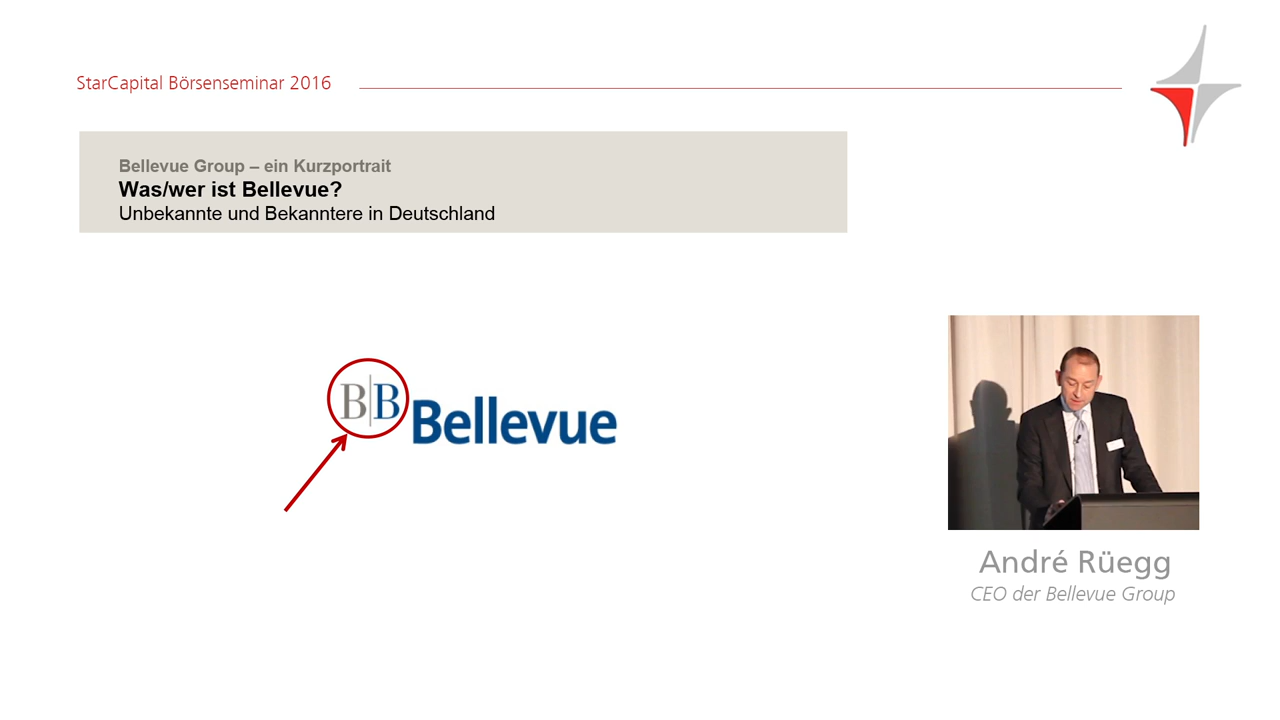 StarCapital Börsenseminar 2016
Bellevue Group – ein Kurzportrait
Was/wer ist Bellevue?
Unbekannte und Bekanntere in Deutschland
B|B Bellevue
André Rüegg
CEO der Bellevue Group